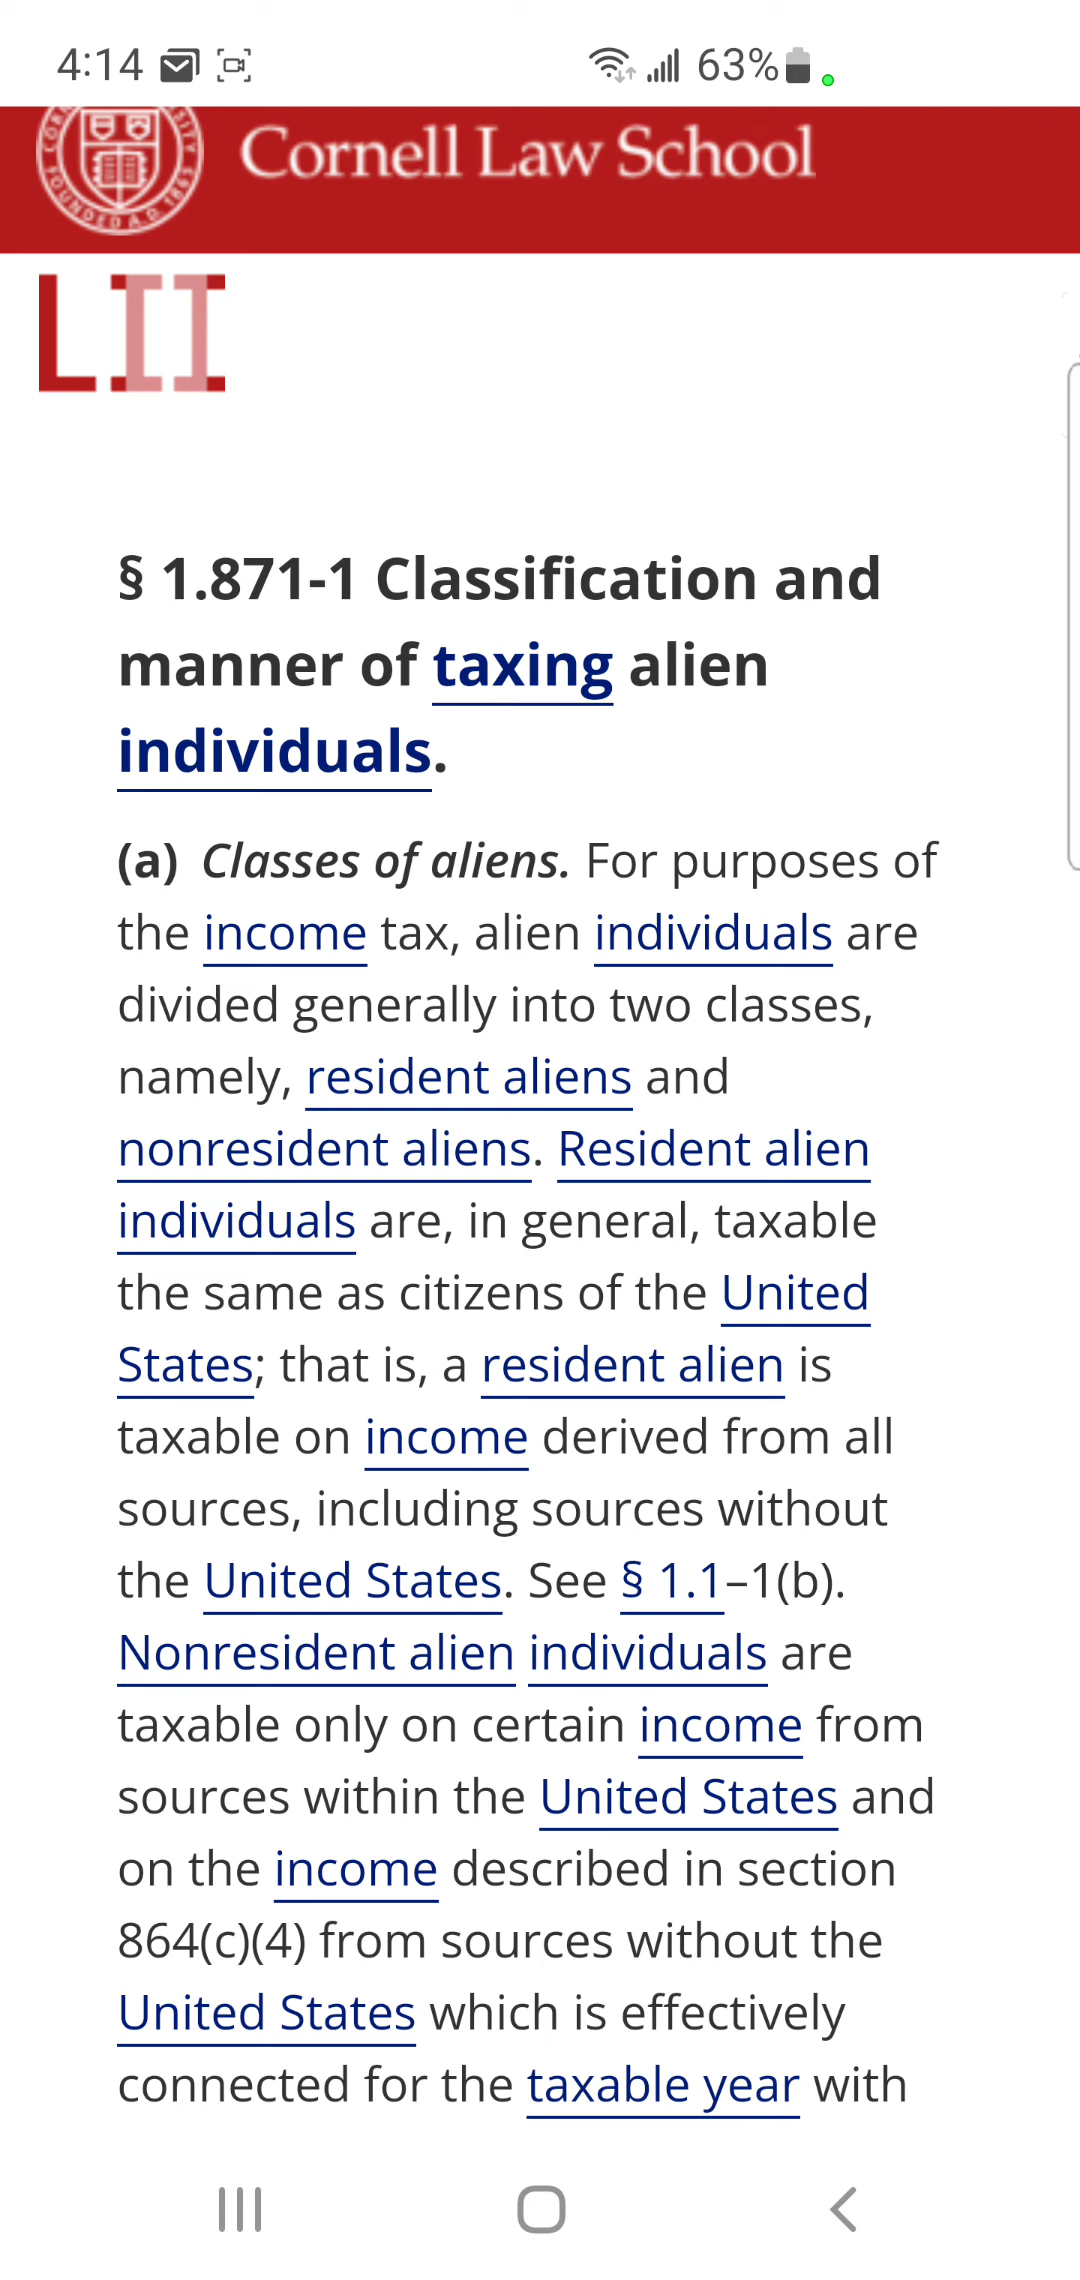 4:14 63%
Cornell Law School
FOUNDED A.D. 1865
LII
§ 1.871-1 Classification and
manner of taxing alien
individuals.
(a) Classes of aliens. For purposes of
the income tax, alien individuals are
divided generally into two classes,
namely, resident aliens and
nonresident aliens. Resident alien
individuals are, in general, taxable
the same as citizens of the United
States; that is, a resident alien is
taxable on income derived from all
sources, including sources without
the United States. See § 1.1–1(b).
Nonresident alien individuals are
taxable only on certain income from
sources within the United States and
on the income described in section
864(c)(4) from sources without the
United States which is effectively
connected for the taxable year with